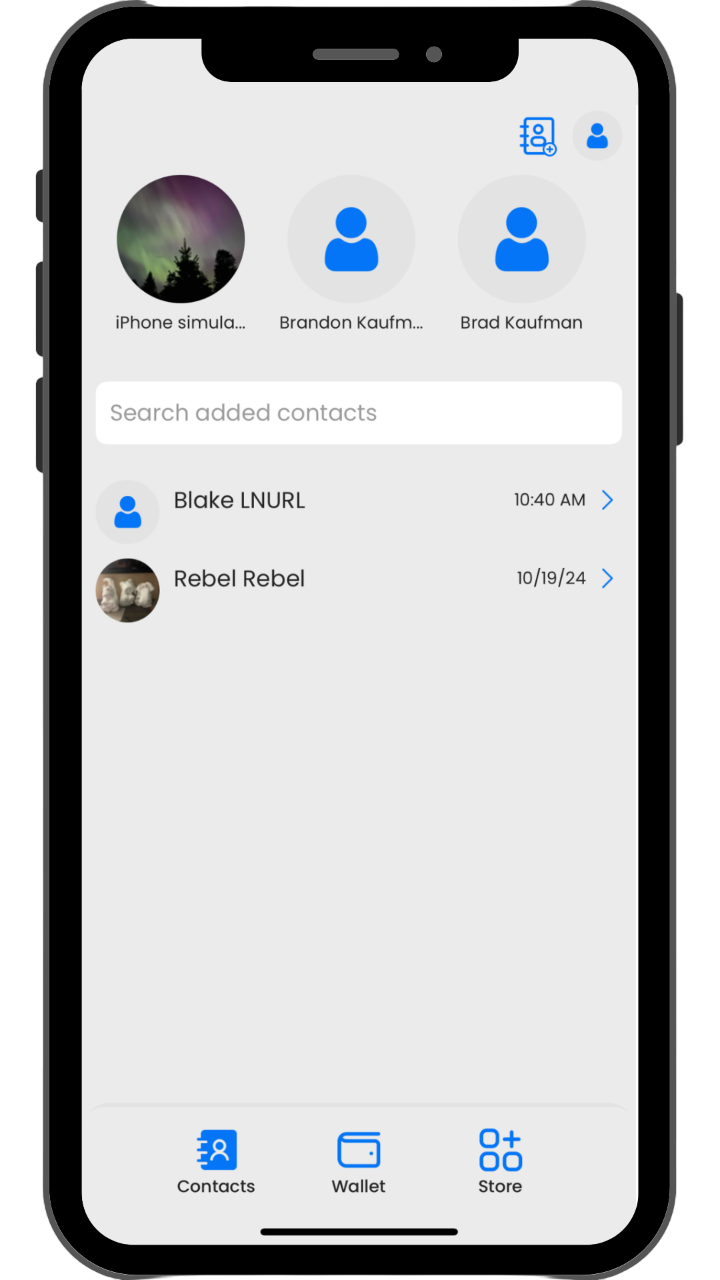 iPhone simula...
Brandon Kaufm...
Brad Kaufman
Search added contacts
Blake LNURL
10:40 AM
Rebel Rebel
10/19/24
Contacts
Wallet
Store